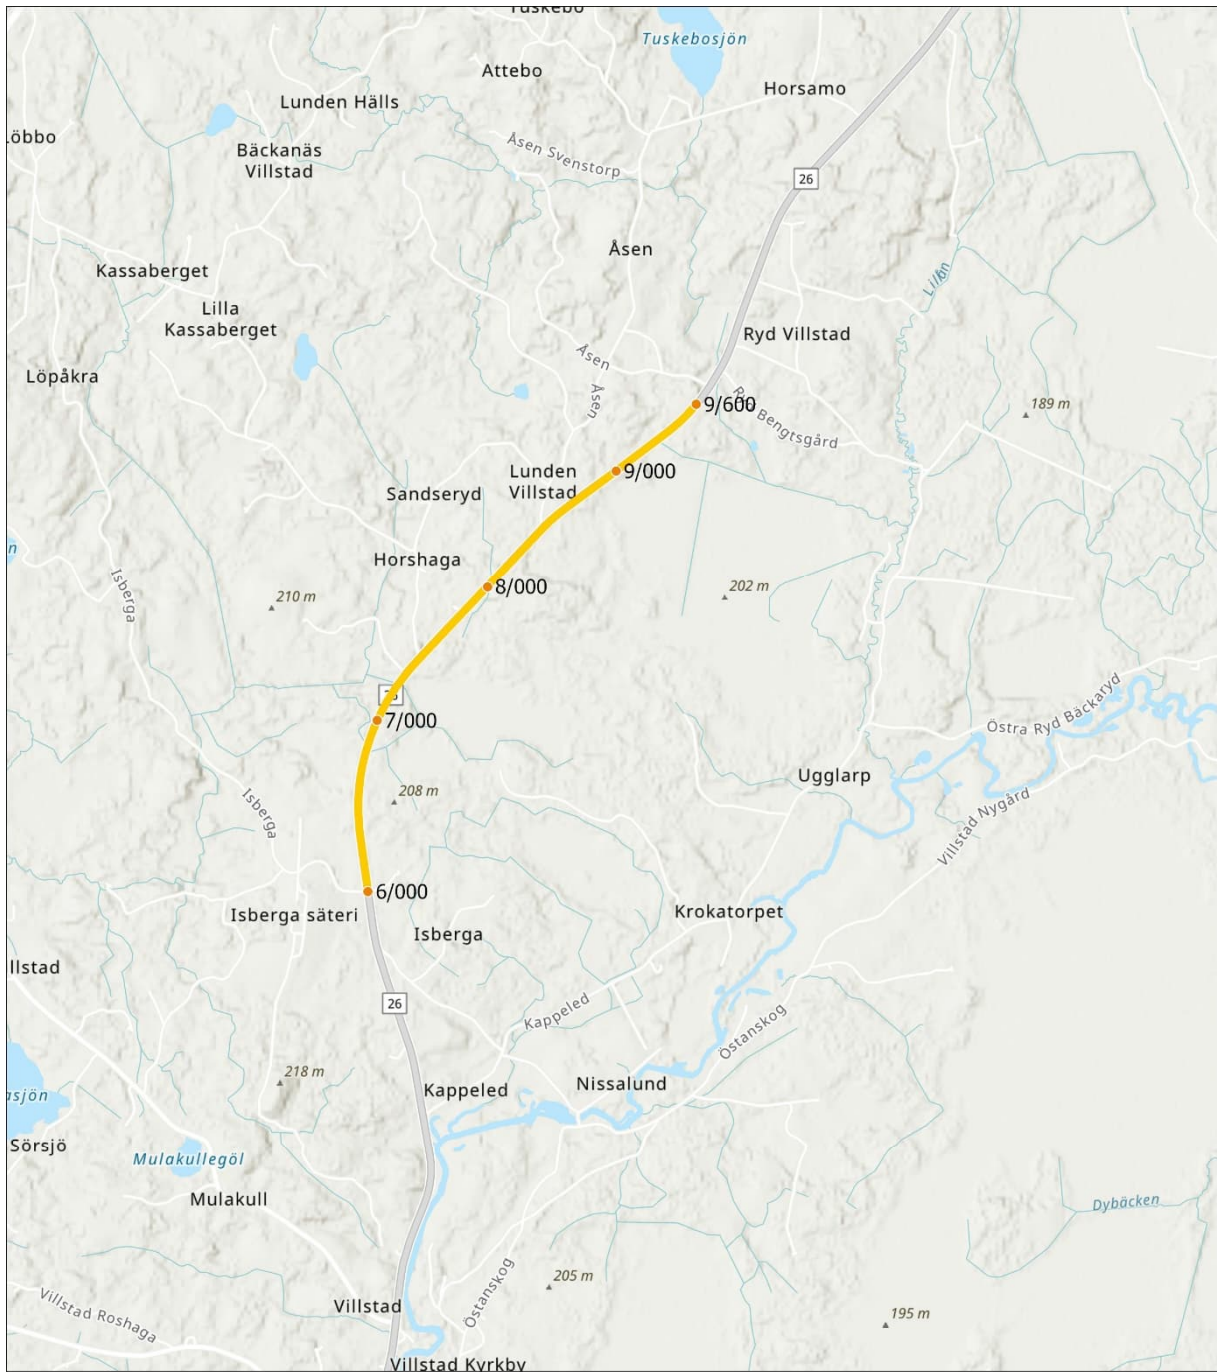 Tuskebo
Tuskebosjön
Attebo
Horsamo
Lunden Hälls
Åsen Svenstorp
Bäckanäs
Villstad
26
Åsen
Kassaberget
Lillån
Lilla
Kassaberget
Ryd Villstad
Åsen
Löpåkra
Åsen
9/600
Bengtsgård
189 m
Lunden
Villstad
9/000
Sandseryd
Horshaga
8/000
Isberga
210 m
202 m
7/000
Östra Ryd Bäckaryd
Ugglarp
208 m
Isberga
Villstad Nygård
6/000
Isberga säteri
Krokatorpet
Isberga
26
Kappeled
Östanskog
218 m
Kappeled
Nissalund
Sörsjö
Mulakullegöl
Mulakull
Dybäcken
205 m
Östanskog
Villstad
Villstad Roshaga
195 m
Villstad Kyrkby